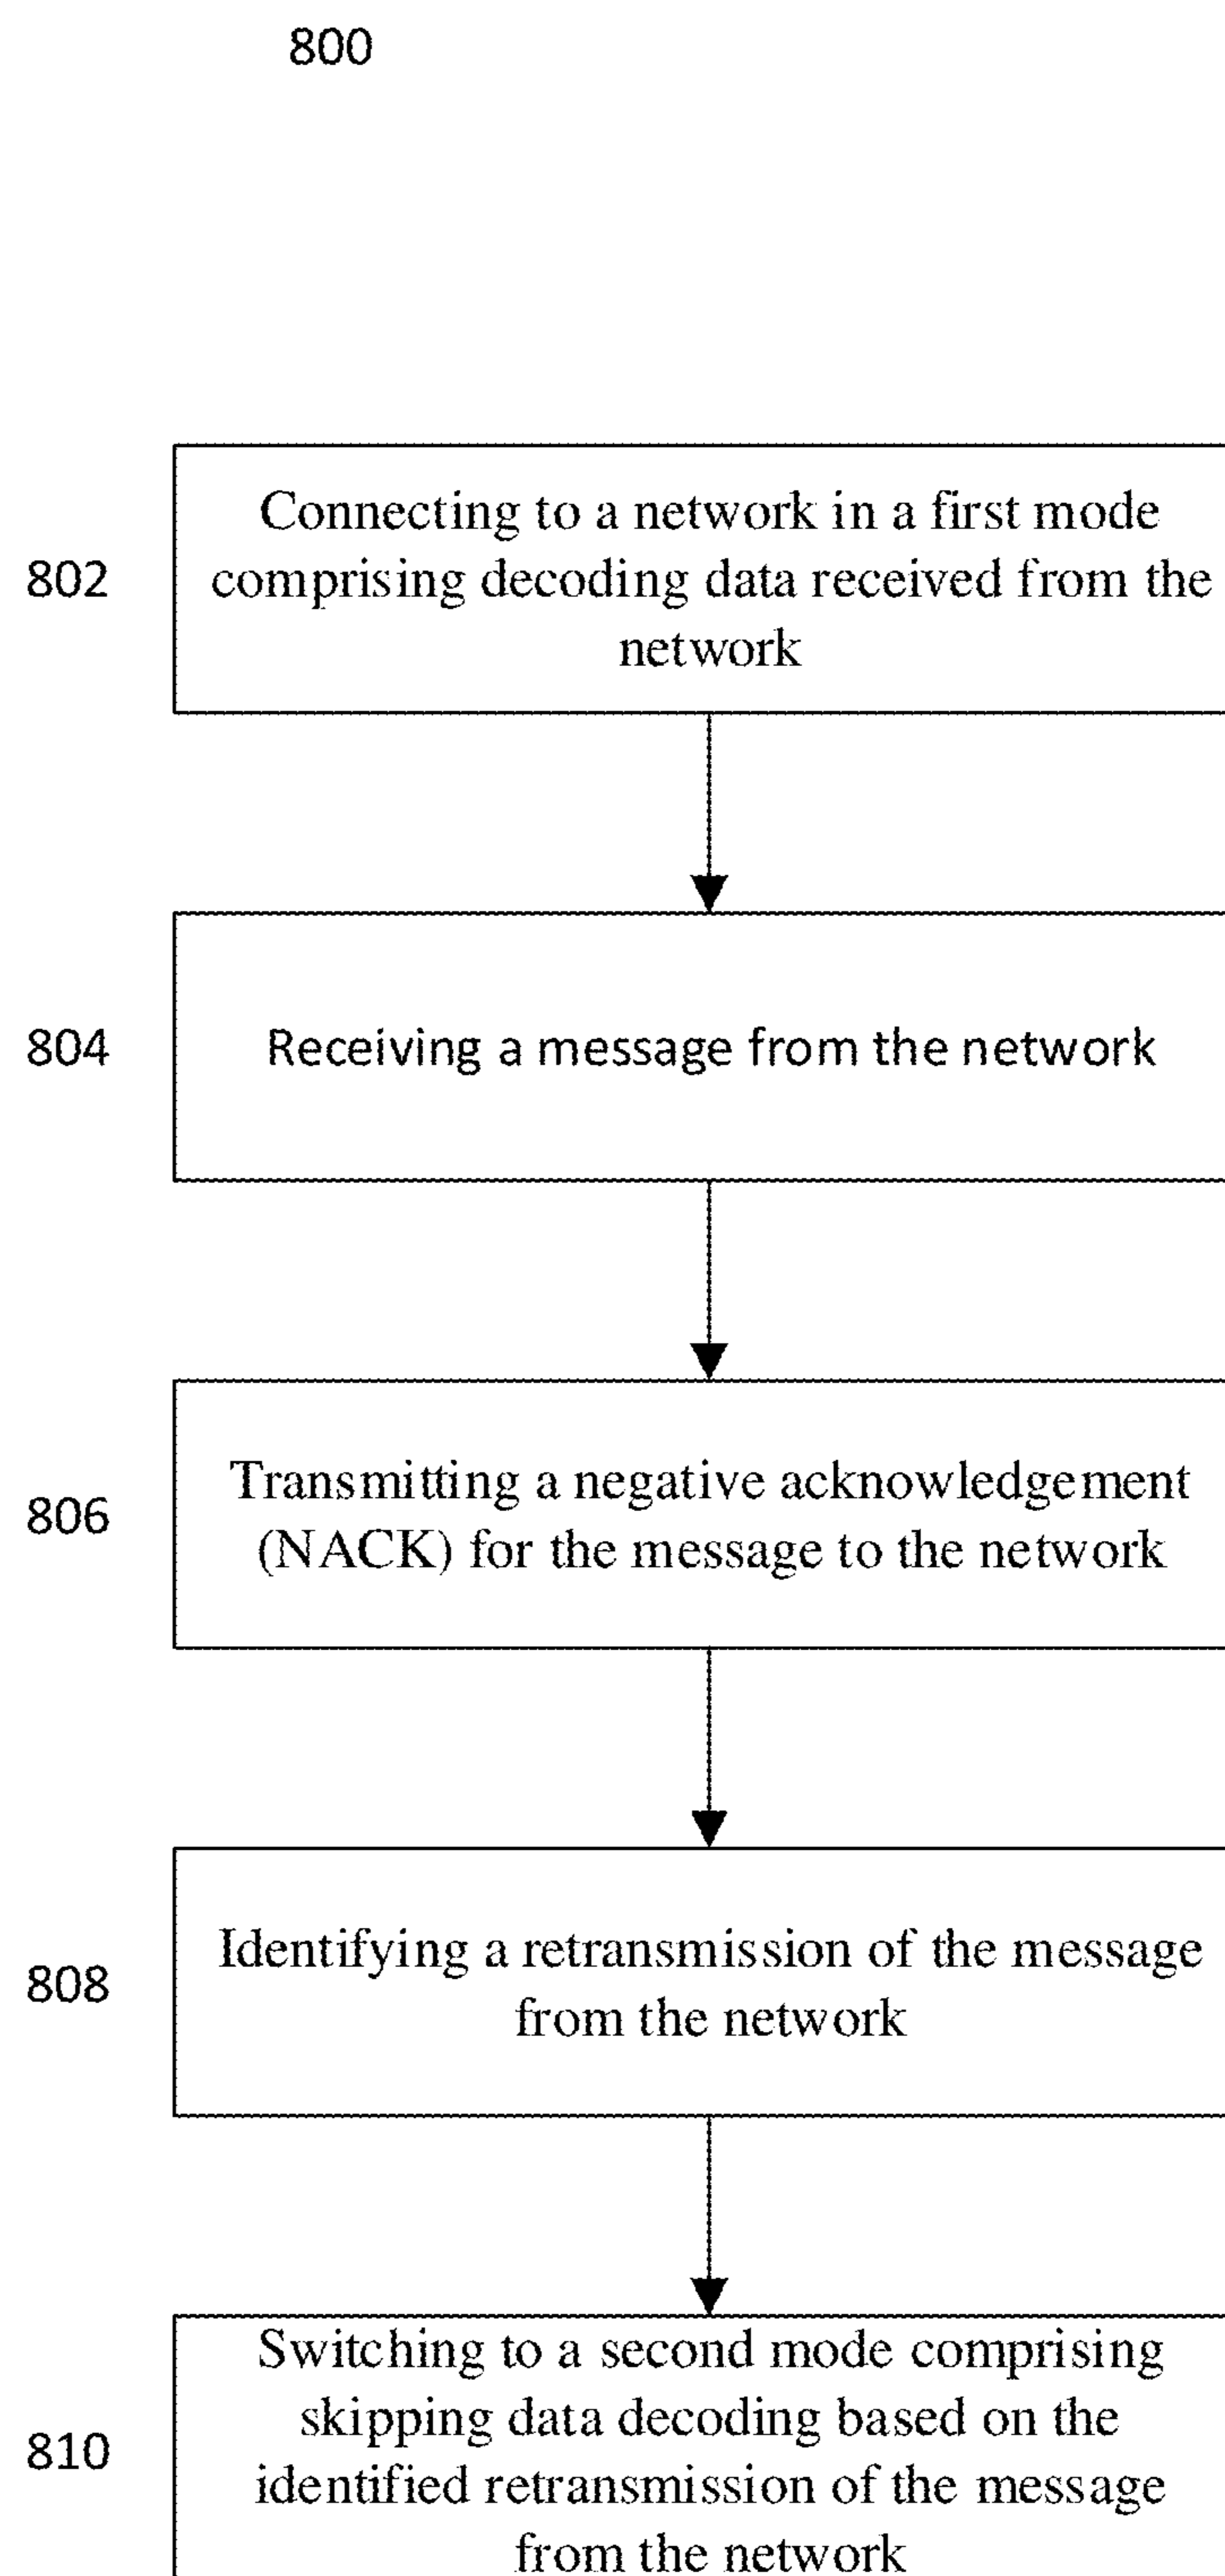 800
802
Connecting to a network in a first mode
comprising decoding data received from the
network
804
Receiving a message from the network
806
Transmitting a negative acknowledgement
(NACK) for the message to the network
808
Identifying a retransmission of the message
from the network
810
Switching to a second mode comprising
skipping data decoding based on the
identified retransmission of the message
from the network